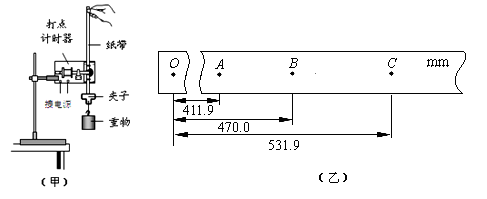 打点
计时器
纸带
夹子
接电源
重物
(甲)
O A B C mm
411.9
470.0
531.9
(乙)